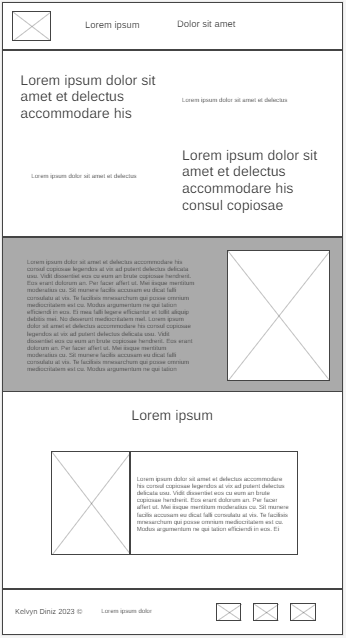 Lorem ipsum
Dolor sit amet
Lorem ipsum dolor sit
amet et delectus
accommodare his
Lorem ipsum dolor sit amet et delectus
Lorem ipsum dolor sit amet et delectus
Lorem ipsum dolor sit
amet et delectus
accommodare his
consul copiosae
Lorem ipsum dolor sit amet et delectus accommodare his
consul copiosae legendos at vix ad putent delectus delicata
usu. Vidit dissentiet eos cu eum an brute copiosae hendrerit.
Eos erant dolorum an. Per facer affert ut. Mei iisque mentitum
moderatius cu. Sit munere facilis accusam eu dicat falli
consulatu at vis. Te facilisis mnesarchum qui posse omnium
mediocritatem est cu. Modus argumentum ne qui tation
efficiendi in eos. Ei mea falli legere efficiantur et tollit aliquip
debitis mei. No deserunt mediocritatem mel. Lorem ipsum
dolor sit amet et delectus accommodare his consul copiosae
legendos at vix ad putent delectus delicata usu. Vidit
dissentiet eos cu eum an brute copiosae hendrerit. Eos erant
dolorum an. Per facer affert ut. Mei iisque mentitum
moderatius cu. Sit munere facilis accusam eu dicat falli
consulatu at vis. Te facilisis mnesarchum qui posse omnium
mediocritatem est cu. Modus argumentum ne qui tation
Lorem ipsum
Lorem ipsum dolor sit amet et delectus accommodare
his consul copiosae legendos at vix ad putent delectus
delicata usu. Vidit dissentiet eos cu eum an brute
copiosae hendrerit. Eos erant dolorum an. Per facer
affert ut. Mei iisque mentitum moderatius cu. Sit munere
facilis accusam eu dicat falli consulatu at vis. Te facilisis
mnesarchum qui posse omnium mediocritatem est cu.
Modus argumentum ne qui tation efficiendi in eos. Ei
Kelvyn Diniz 2023 ©
Lorem ipsum dolor